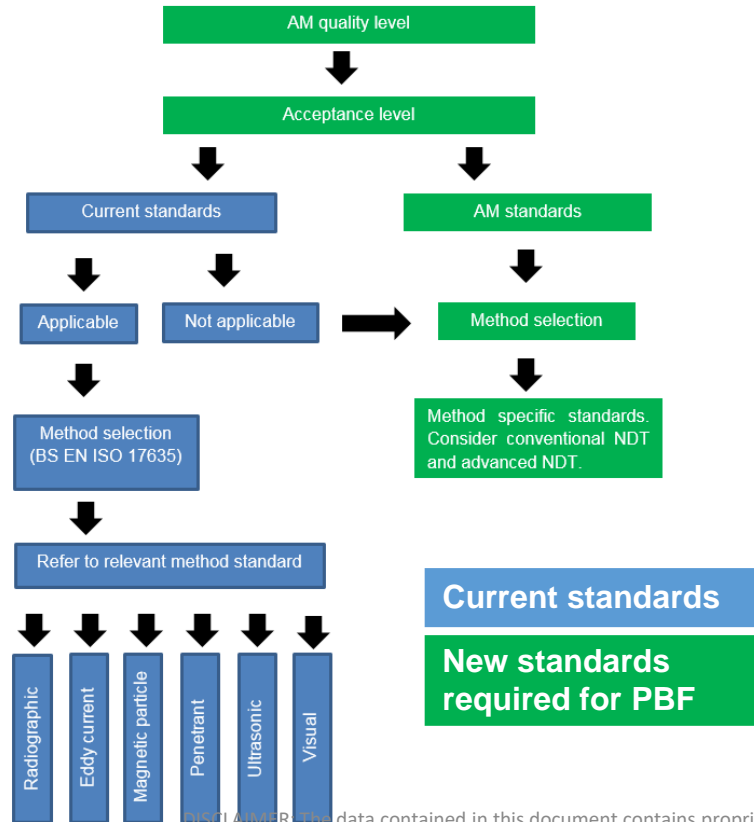 AM quality level
Acceptance level
Current standards
AM standards
Applicable
Not applicable
Method selection
Method selection
(BS EN ISO 17635)
Method specific standards.
Consider conventional NDT
and advanced NDT.
Refer to relevant method standard
Current standards
New standards
required for PBF
Radiographic
Eddy current
Magnetic particle
Penetrant
Ultrasonic
Visual
DISCLAIMER: The data contained in this document contains propri